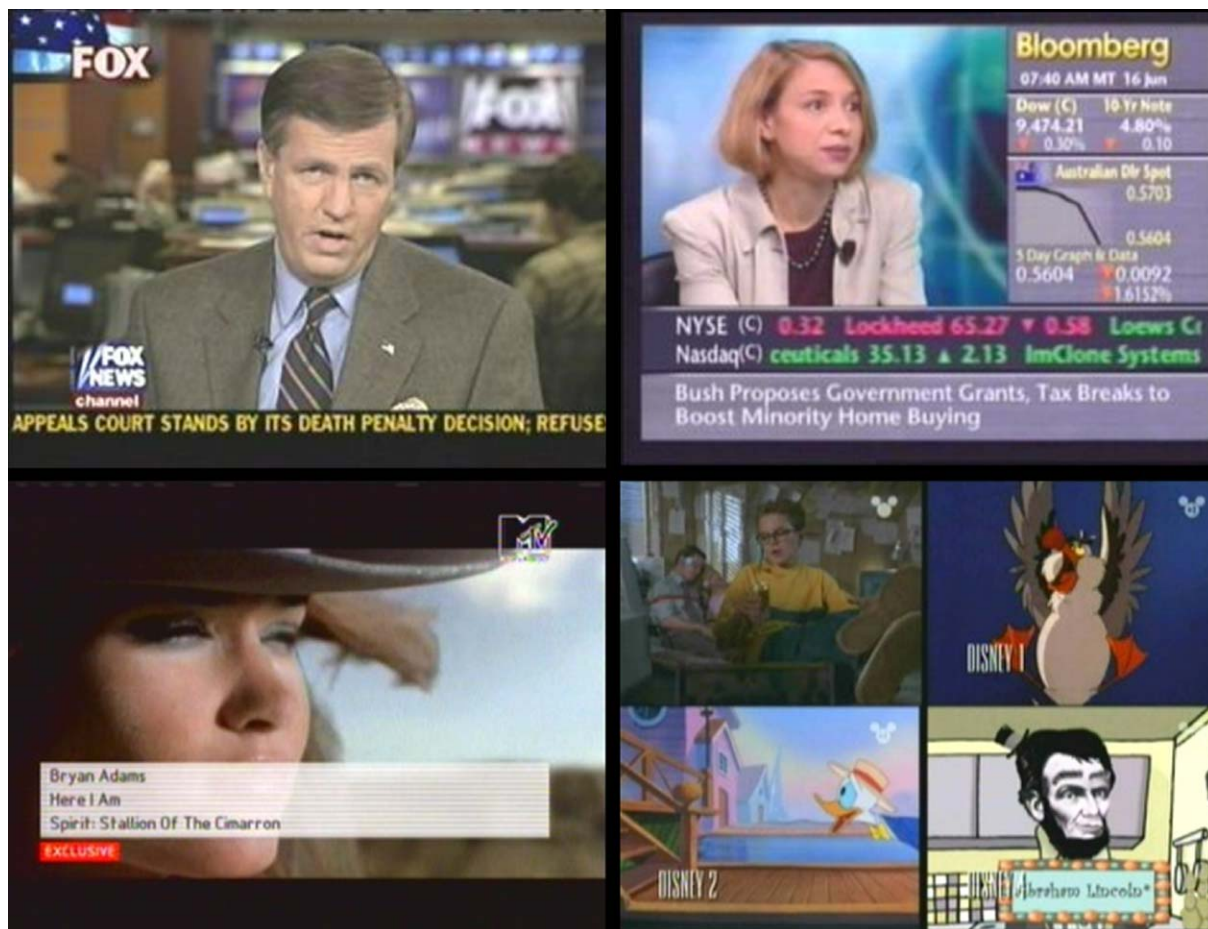 FOX
FOX
FOX
NEWS
channel
APPEALS COURT STANDS BY ITS DEATH PENALTY DECISION; REFUSE
Bloomberg
07:40 AM MT 16 Jun
Dow (C) 10-Yr Note
9,474.21 4.80%
0.30% 0.10
Australian Dlr Spot
0.5703
0.5604
5 Day Graph & Data
0.5604 0.0092
1.6152%
NYSE (C) 0.32 Lockheed 65.27 ▼ 0.58 Loews C
Nasdaq(C) ceuticals 35.13 ▲ 2.13 ImClone Systems
Bush Proposes Government Grants, Tax Breaks to
Boost Minority Home Buying
MTV
Bryan Adams
Here I Am
Spirit: Stallion Of The Cimarron
EXCLUSIVE
DISNEY 1
DISNEY 2
Abraham Lincoln*